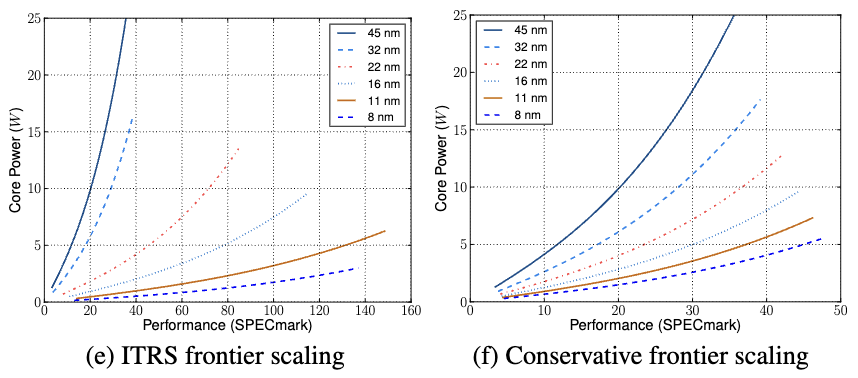 25
20
15
10
5
0
Core Power (W)
45 nm
32 nm
22 nm
16 nm
11 nm
8 nm
0 20 40 60 80 100 120 140 160
Performance (SPECmark)
(e) ITRS frontier scaling
25
20
15
10
5
0
Core Power (W)
45 nm
32 nm
22 nm
16 nm
11 nm
8 nm
0 10 20 30 40 50
Performance (SPECmark)
(f) Conservative frontier scaling